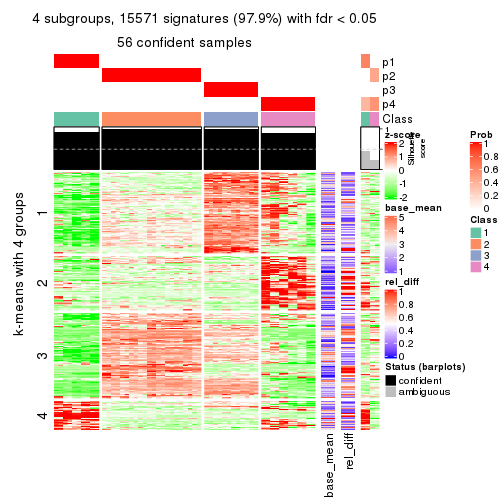 4 subgroups, 15571 signatures (97.9%) with fdr < 0.05
56 confident samples
p1
p2
p3
p4
Class
1
Silhouette
score
k-means with 4 groups
1
2
3
4
base_mean
rel_diff
z-score
2
1
0
-1
-2
base_mean
5
4
3
2
1
rel_diff
1
0.8
0.6
0.4
0.2
0
Status (barplots)
confident
ambiguous
Prob
1
0.8
0.6
0.4
0.2
0
Class
1
2
3
4